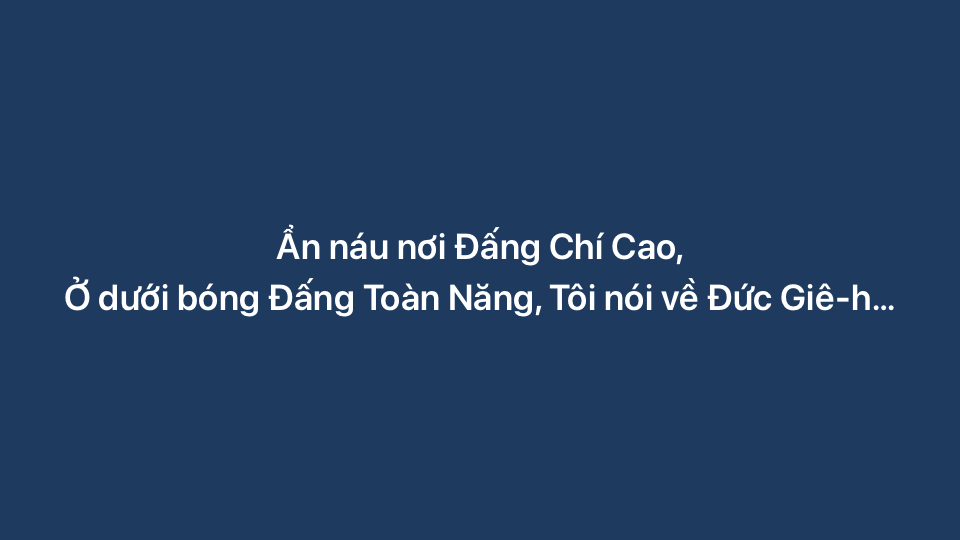 Ẩn náu nơi Đấng Chí Cao,
Ở dưới bóng Đấng Toàn Năng, Tôi nói về Đức Giê-h...